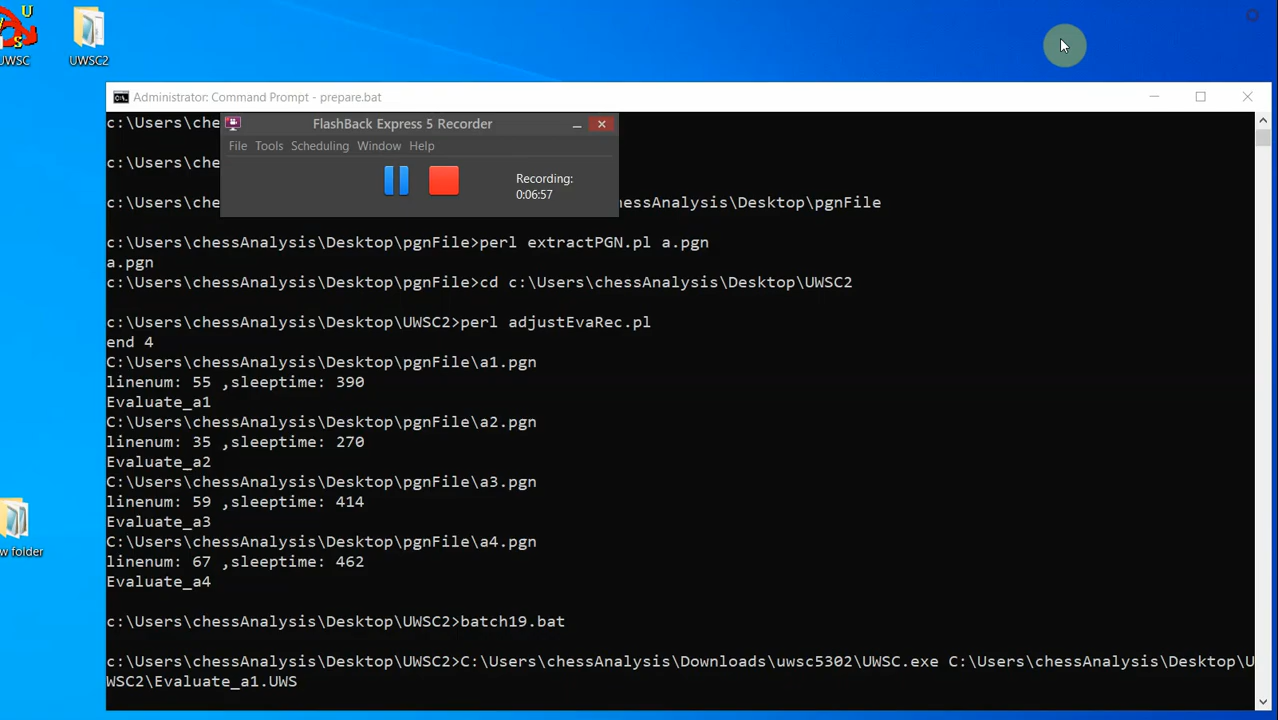 UWSC
UWSC2
Administrator: Command Prompt - prepare.bat
FlashBack Express 5 Recorder
File Tools Scheduling Window Help
Recording:
0:06:57
c:\Users\che
c:\Users\che
c:\Users\che essAnalysis\Desktop\pgnFile
c:\Users\chessAnalysis\Desktop\pgnFile>perl extractPGN.pl a.pgn
a.pgn
c:\Users\chessAnalysis\Desktop\pgnFile>cd c:\Users\chessAnalysis\Desktop\UWSC2
c:\Users\chessAnalysis\Desktop\UWSC2>perl adjustEvaRec.pl
end 4
C:\Users\chessAnalysis\Desktop\pgnFile\a1.pgn
linenum: 55 ,sleeptime: 390
Evaluate_a1
C:\Users\chessAnalysis\Desktop\pgnFile\a2.pgn
linenum: 35 ,sleeptime: 270
Evaluate_a2
C:\Users\chessAnalysis\Desktop\pgnFile\a3.pgn
linenum: 59 ,sleeptime: 414
Evaluate_a3
C:\Users\chessAnalysis\Desktop\pgnFile\a4.pgn
linenum: 67 ,sleeptime: 462
Evaluate_a4
w folder
c:\Users\chessAnalysis\Desktop\UWSC2>batch19.bat
c:\Users\chessAnalysis\Desktop\UWSC2>C:\Users\chessAnalysis\Downloads\uwsc5302\UWSC.exe C:\Users\chessAnalysis\Desktop\U
WSC2\Evaluate_a1.UWS